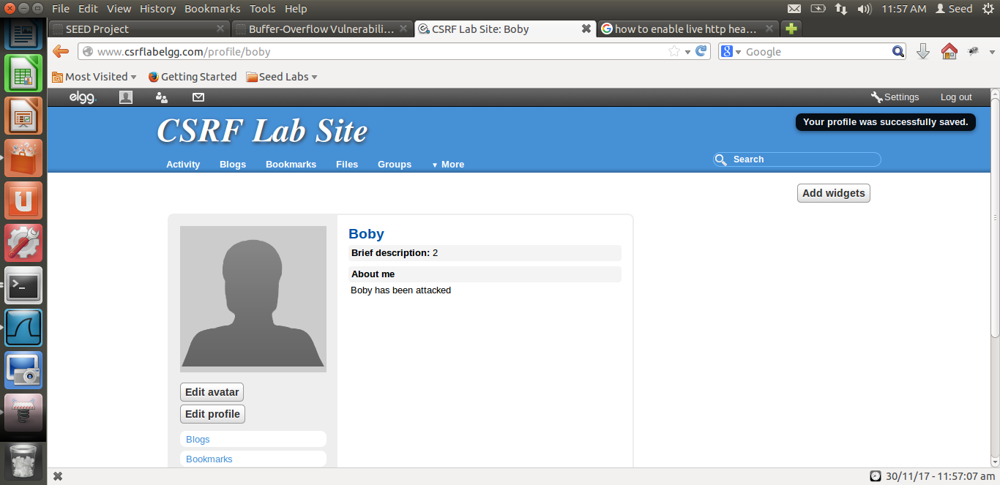 File Edit View History Bookmarks Tools Help 11:57 AM Seed
SEED Project Buffer-Overflow Vulnerabili... CSRF Lab Site: Boby how to enable live http hea...
www.csrflabelgg.com/profile/boby Google
Most Visited Getting Started Seed Labs
elgg. Settings Log out
CSRF Lab Site
Your profile was successfully saved.
Activity Blogs Bookmarks Files Groups More
Search
Add widgets
Boby
Brief description: 2
About me
Boby has been attacked
Edit avatar
Edit profile
Blogs
Bookmarks
30/11/17 - 11:57:07 am